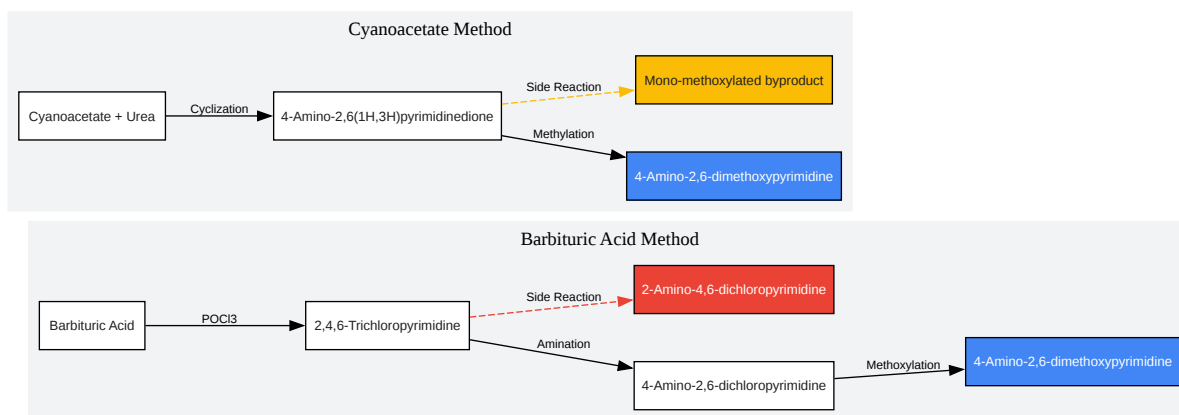 Cyanoacetate Method
Side Reaction
Mono-methoxylated byproduct
Cyanoacetate + Urea
Cyclization
4-Amino-2,6(1H,3H)pyrimidinedione
Methylation
4-Amino-2,6-dimethoxypyrimidine
Barbituric Acid Method
Side Reaction
2-Amino-4,6-dichloropyrimidine
Barbituric Acid
POCl3
2,4,6-Trichloropyrimidine
Amination
4-Amino-2,6-dichloropyrimidine
Methoxylation
4-Amino-2,6-dimethoxypyrimidine